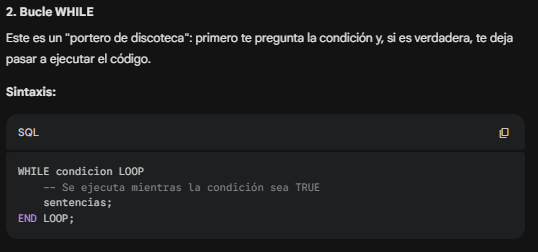 2. Bucle WHILE
Este es un "portero de discoteca": primero te pregunta la condición y, si es verdadera, te deja
pasar a ejecutar el código.
Sintaxis:
SQL
WHILE condicion LOOP
    -- Se ejecuta mientras la condición sea TRUE
    sentencias;
END LOOP;